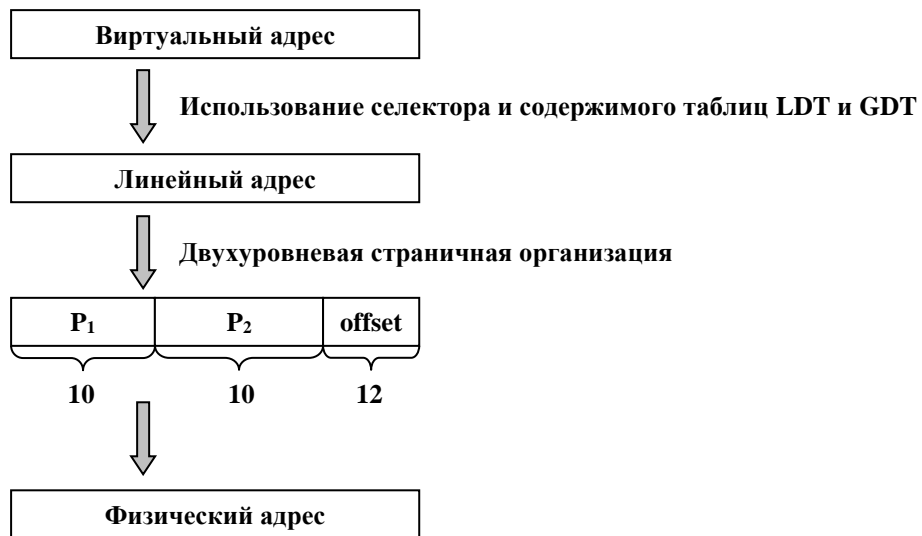 Виртуальный адрес
Использование селектора и содержимого таблиц LDT и GDT
Линейный адрес
Двухуровневая страничная организация
P₁ P₂ offset
10 10 12
Физический адрес